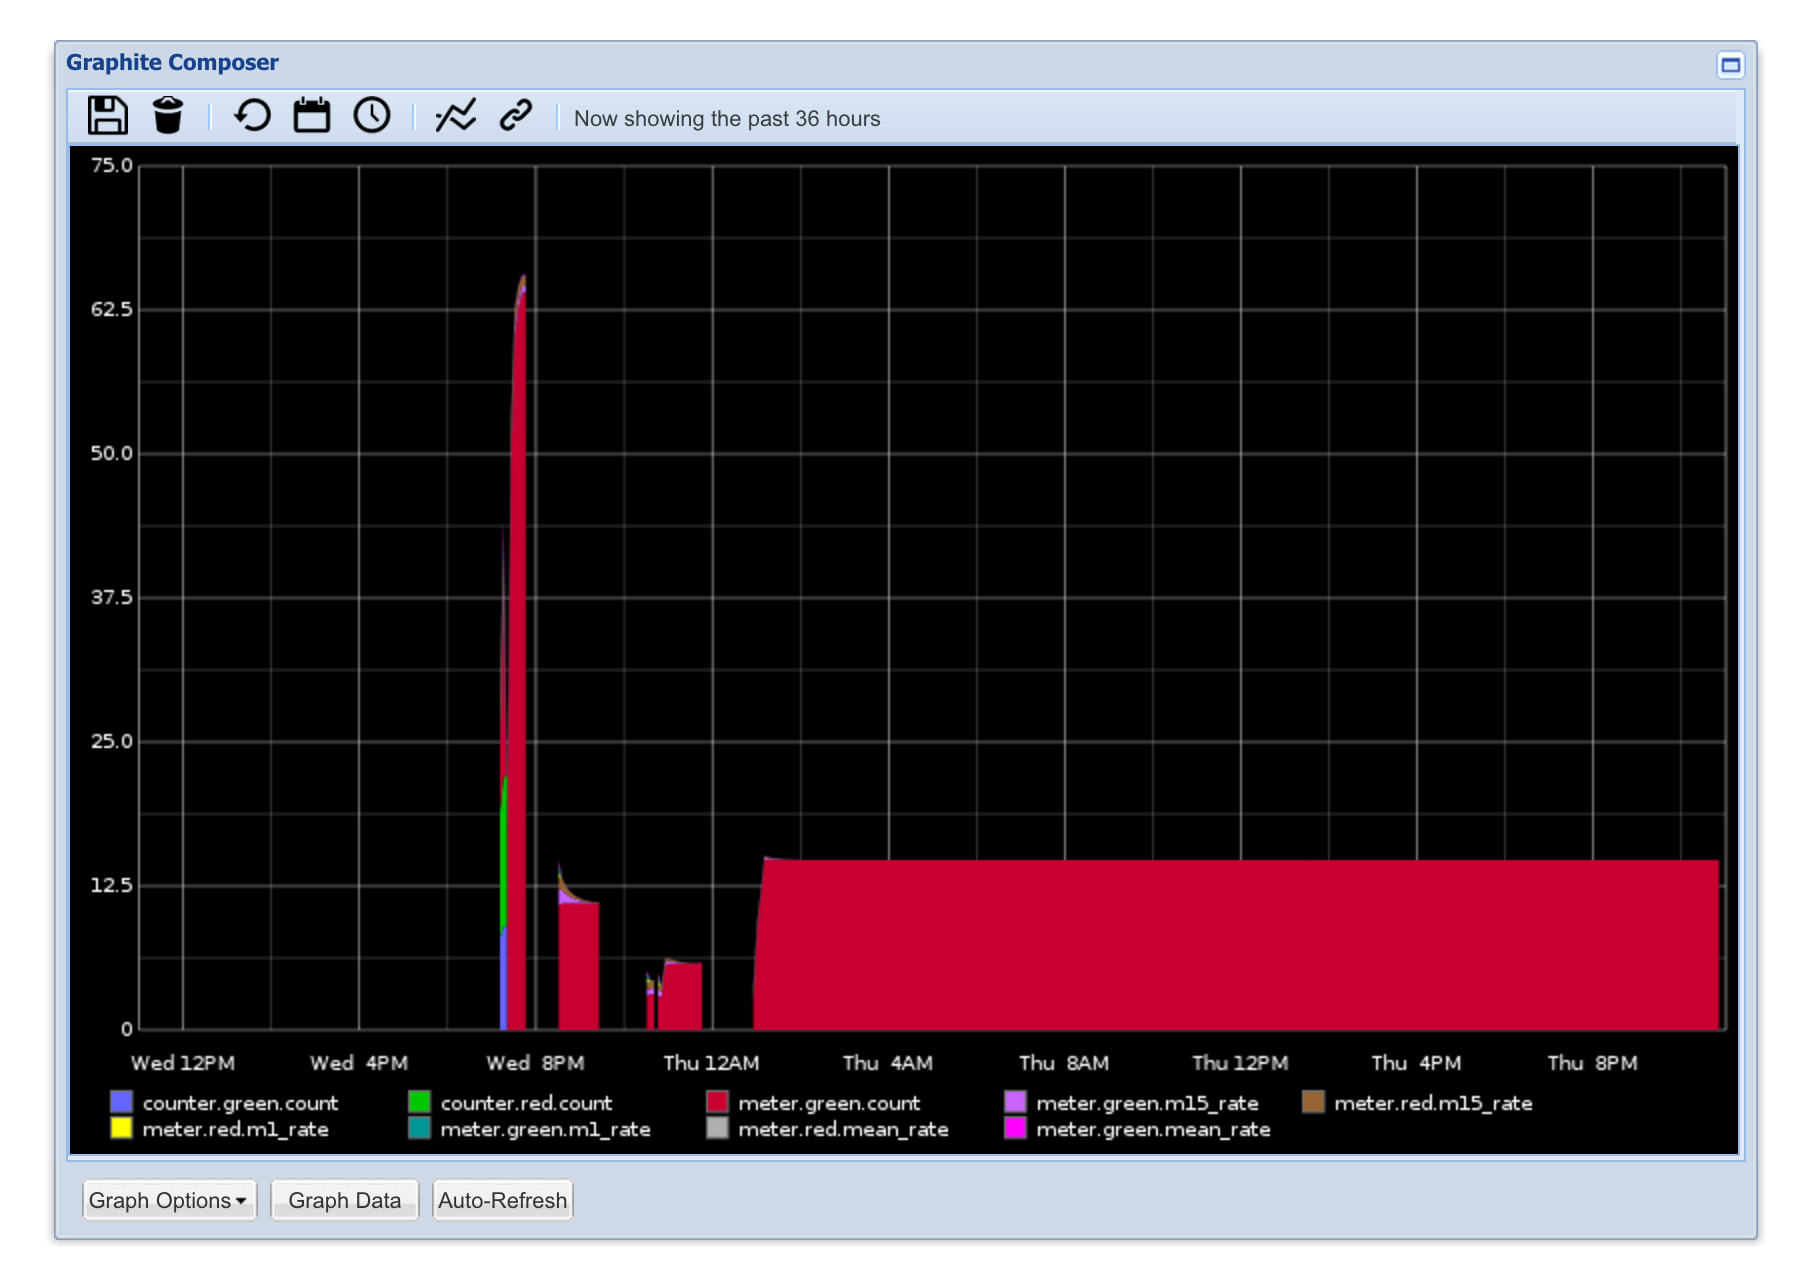 Graphite Composer
Now showing the past 36 hours
75.0
62.5
50.0
37.5
25.0
12.5
0
Wed 12PM Wed 4PM Wed 8PM Thu 12AM Thu 4AM Thu 8AM Thu 12PM Thu 4PM Thu 8PM
counter.green.count counter.red.count meter.green.count meter.green.m15_rate meter.red.m15_rate
meter.red.m1_rate meter.green.m1_rate meter.red.mean_rate meter.green.mean_rate
Graph Options Graph Data Auto-Refresh